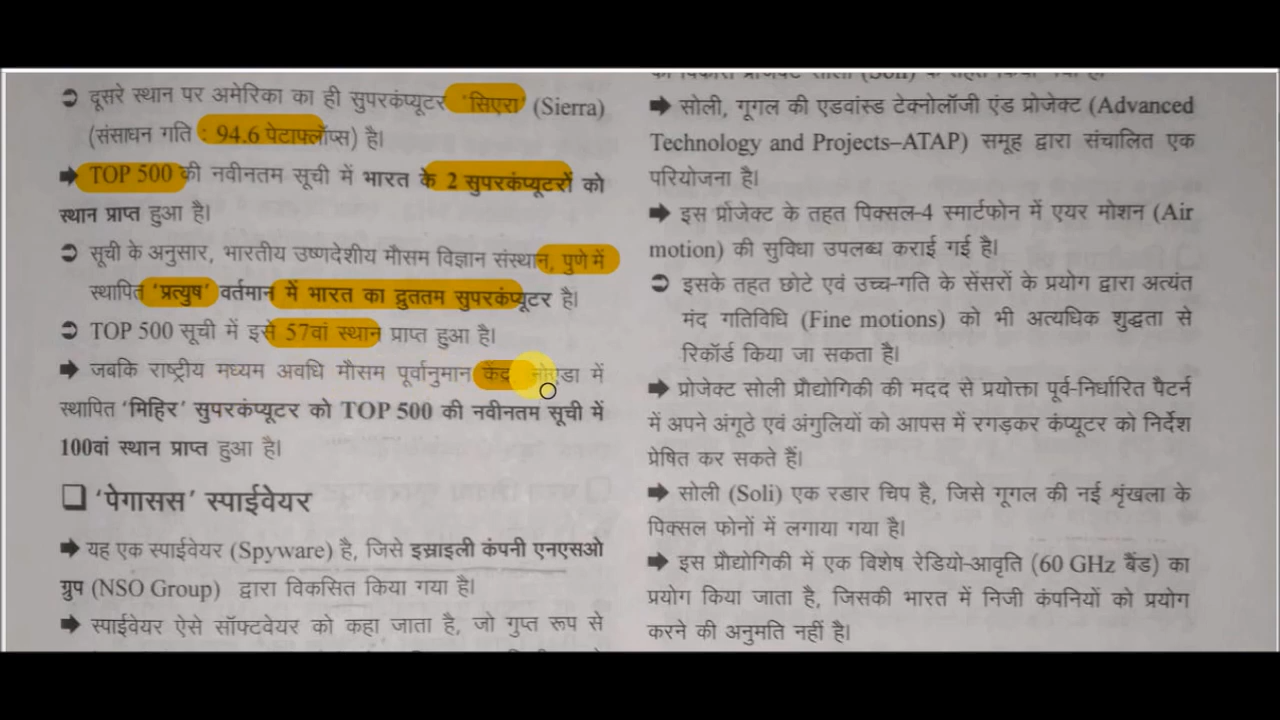 ➲ दूसरे स्थान पर अमेरिका का ही सुपरकंप्यूटर 'सिएरा' (Sierra)
(संसाधन गति : 94.6 पेटाफ्लॉप्स) है।
➡ TOP 500 की नवीनतम सूची में भारत के 2 सुपरकंप्यूटरों को
स्थान प्राप्त हुआ है।
➲ सूची के अनुसार, भारतीय उष्णदेशीय मौसम विज्ञान संस्थान, पुणे में
स्थापित 'प्रत्युष' वर्तमान में भारत का द्रुततम सुपरकंप्यूटर है।
➲ TOP 500 सूची में इसे 57वां स्थान प्राप्त हुआ है।
➡ जबकि राष्ट्रीय मध्यम अवधि मौसम पूर्वानुमान केंद्र, नोएडा में
स्थापित 'मिहिर' सुपरकंप्यूटर को TOP 500 की नवीनतम सूची में
100वां स्थान प्राप्त हुआ है।
❑ 'पेगासस' स्पाईवेयर
➡ यह एक स्पाईवेयर (Spyware) है, जिसे इस्राइली कंपनी एनएसओ
ग्रुप (NSO Group) द्वारा विकसित किया गया है।
➡ स्पाईवेयर ऐसे सॉफ्टवेयर को कहा जाता है, जो गुप्त रूप से
➡ सोली, गूगल की एडवांस्ड टेक्नोलॉजी एंड प्रोजेक्ट (Advanced
Technology and Projects–ATAP) समूह द्वारा संचालित एक
परियोजना है।
➡ इस प्रोजेक्ट के तहत पिक्सल-4 स्मार्टफोन में एयर मोशन (Air
motion) की सुविधा उपलब्ध कराई गई है।
➲ इसके तहत छोटे एवं उच्च-गति के सेंसरों के प्रयोग द्वारा अत्यंत
मंद गतिविधि (Fine motions) को भी अत्यधिक शुद्धता से
रिकॉर्ड किया जा सकता है।
➡ प्रोजेक्ट सोली प्रौद्योगिकी की मदद से प्रयोक्ता पूर्व-निर्धारित पैटर्न
में अपने अंगूठे एवं अंगुलियों को आपस में रगड़कर कंप्यूटर को निर्देश
प्रेषित कर सकते हैं।
➡ सोली (Soli) एक रडार चिप है, जिसे गूगल की नई शृंखला के
पिक्सल फोनों में लगाया गया है।
➡ इस प्रौद्योगिकी में एक विशेष रेडियो-आवृति (60 GHz बैंड) का
प्रयोग किया जाता है, जिसकी भारत में निजी कंपनियों को प्रयोग
करने की अनुमति नहीं है।